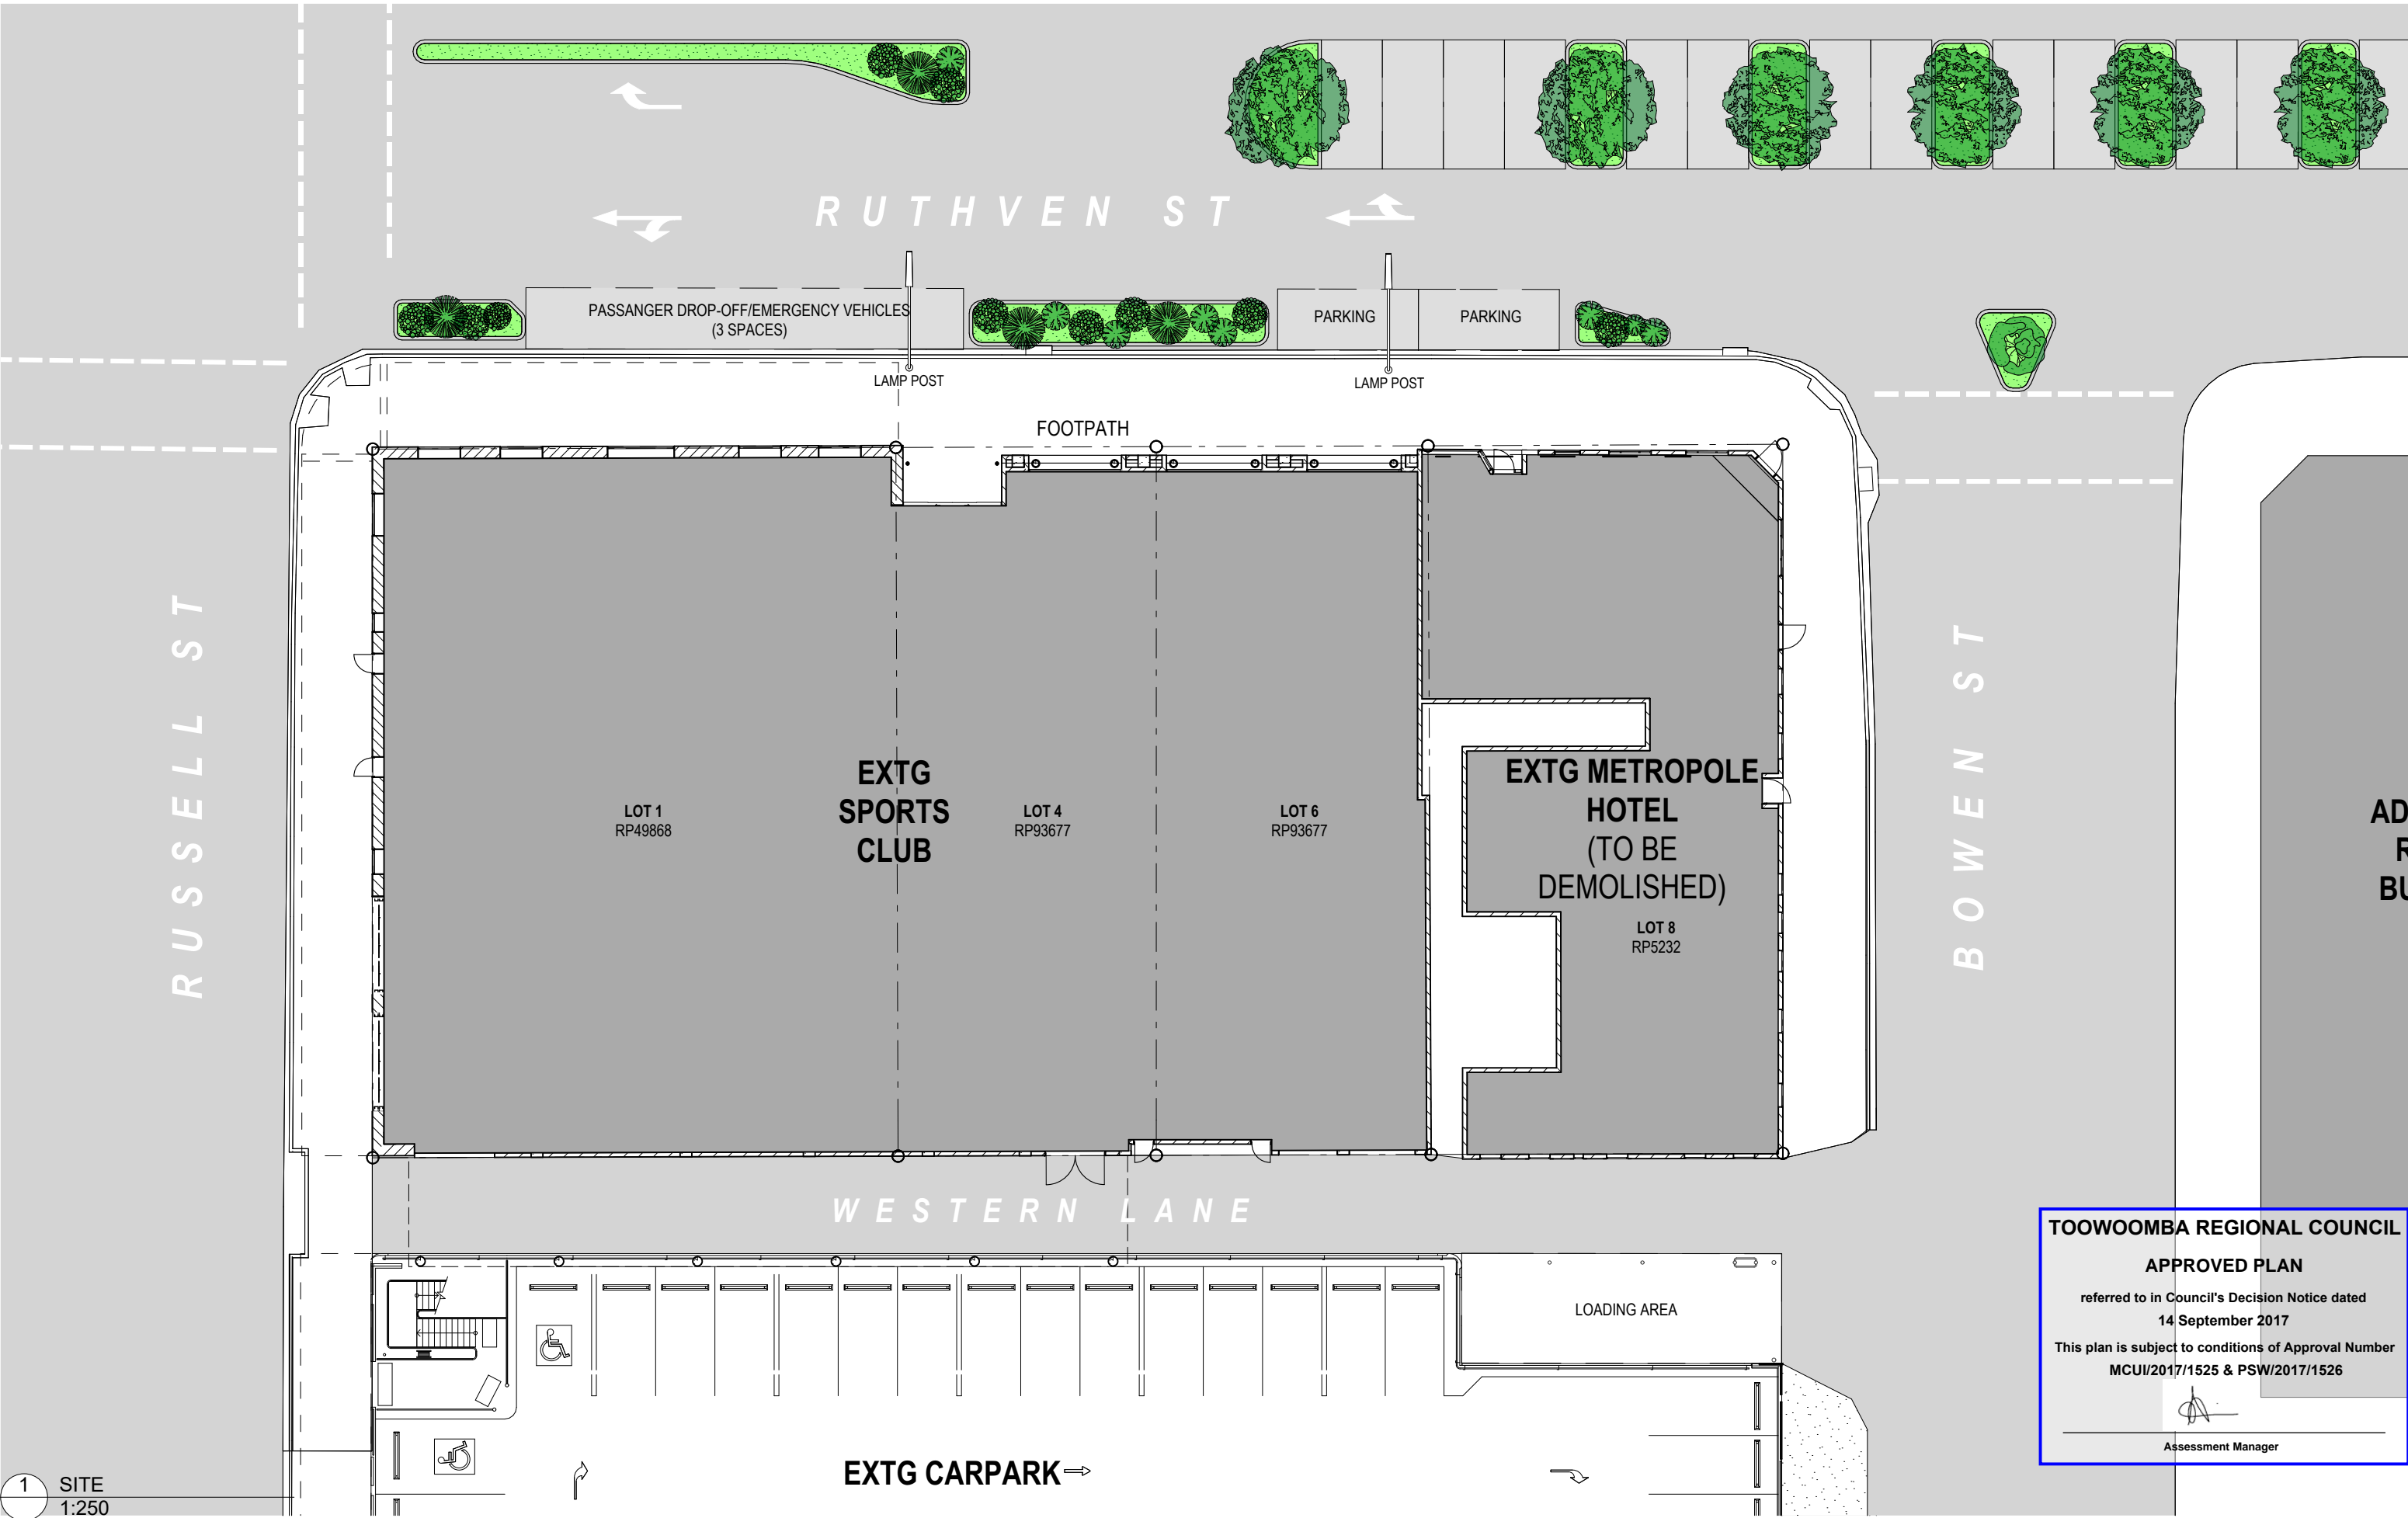 RUTHVEN ST
PASSANGER DROP-OFF/EMERGENCY VEHICLES
(3 SPACES)
PARKING
PARKING
LAMP POST
LAMP POST
FOOTPATH
RUSSELL ST
BOWEN ST
EXTG
SPORTS
CLUB
LOT 1
RP49868
LOT 4
RP93677
LOT 6
RP93677
EXTG METROPOLE
HOTEL
(TO BE
DEMOLISHED)
LOT 8
RP5232
AD
R
BU
WESTERN LANE
LOADING AREA
EXTG CARPARK
1
SITE
1:250
TOOWOOMBA REGIONAL COUNCIL
APPROVED PLAN
referred to in Council's Decision Notice dated
14 September 2017
This plan is subject to conditions of Approval Number
MCUI/2017/1525 & PSW/2017/1526
Assessment Manager